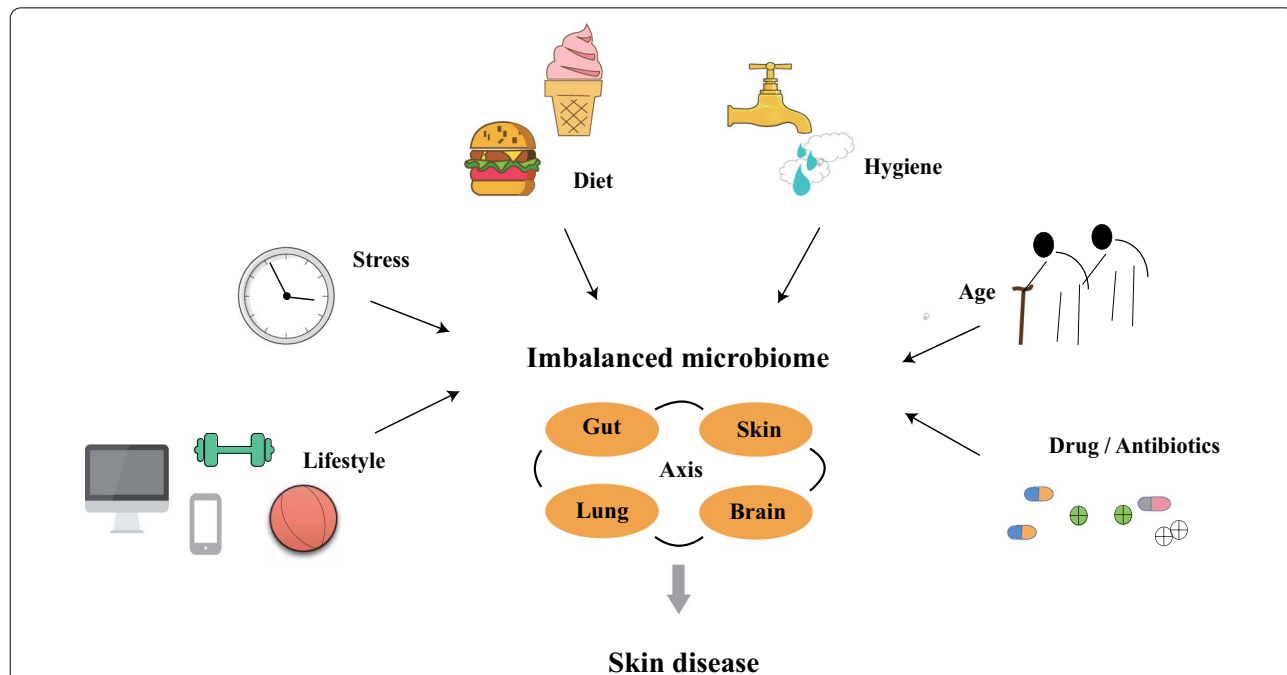 Diet
Hygiene
Stress
Age
Imbalanced microbiome
Gut
Skin
Drug / Antibiotics
Lifestyle
Axis
Lung
Brain
Skin disease